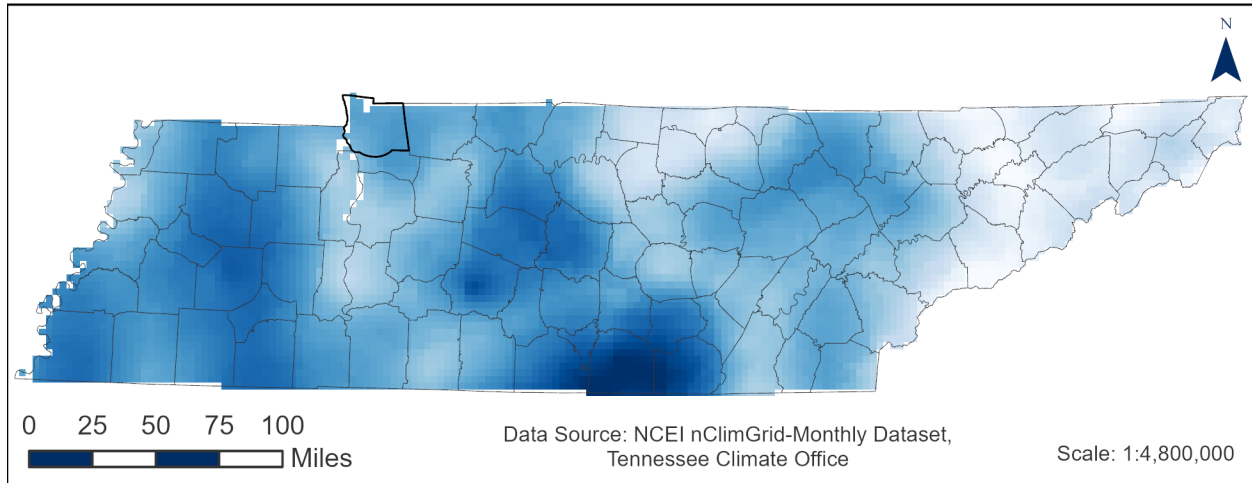 N
0 25 50 75 100
Miles
Data Source: NCEI nClimGrid-Monthly Dataset,
Tennessee Climate Office
Scale: 1:4,800,000